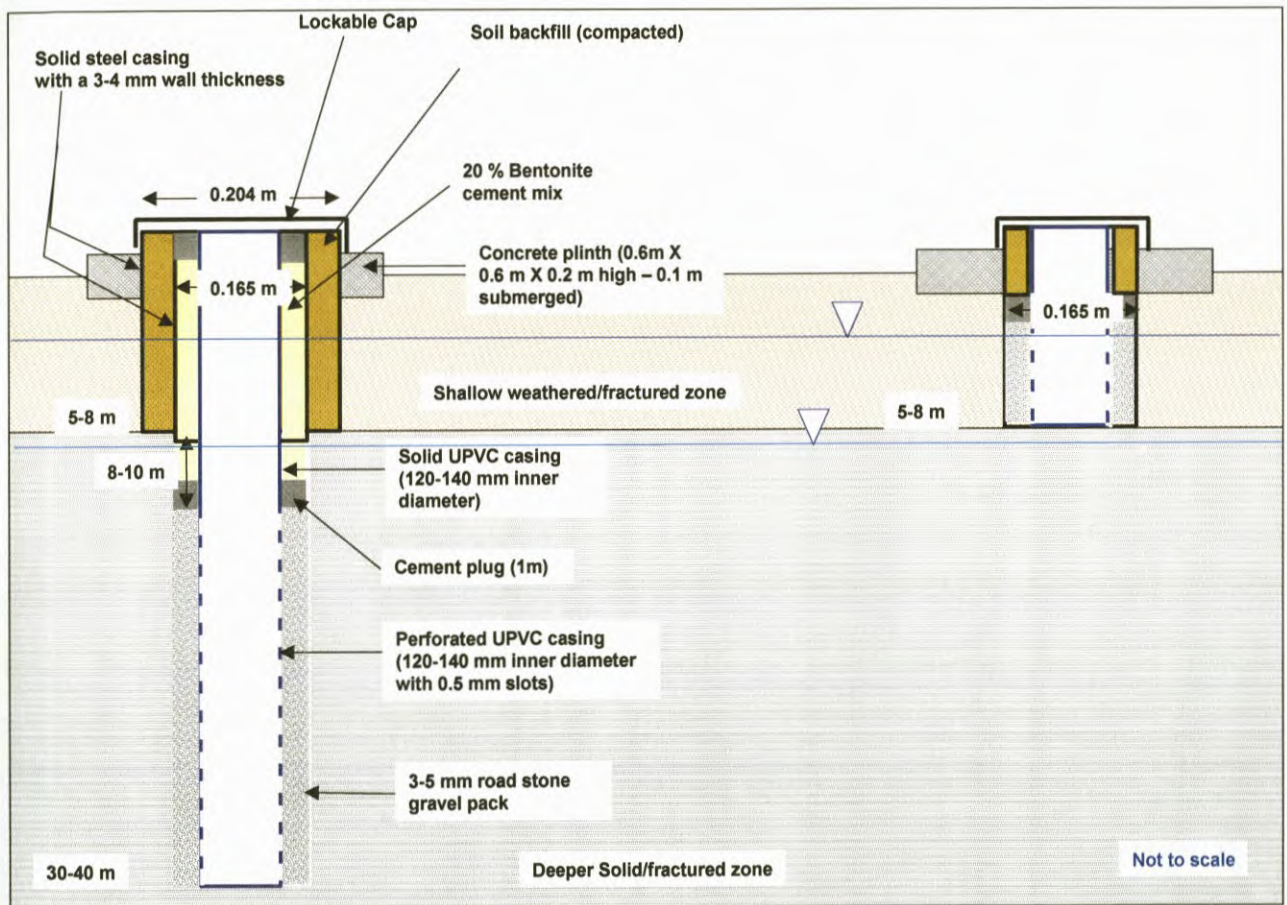 Lockable Cap
Soil backfill (compacted)
Solid steel casing
with a 3-4 mm wall thickness
0.204 m
20 % Bentonite
cement mix
Concrete plinth (0.6m X
0.6 m X 0.2 m high – 0.1 m
submerged)
0.165 m
0.165 m
Shallow weathered/fractured zone
5-8 m
5-8 m
8-10 m
Solid UPVC casing
(120-140 mm inner
diameter)
Cement plug (1m)
Perforated UPVC casing
(120-140 mm inner diameter
with 0.5 mm slots)
3-5 mm road stone
gravel pack
30-40 m
Deeper Solid/fractured zone
Not to scale